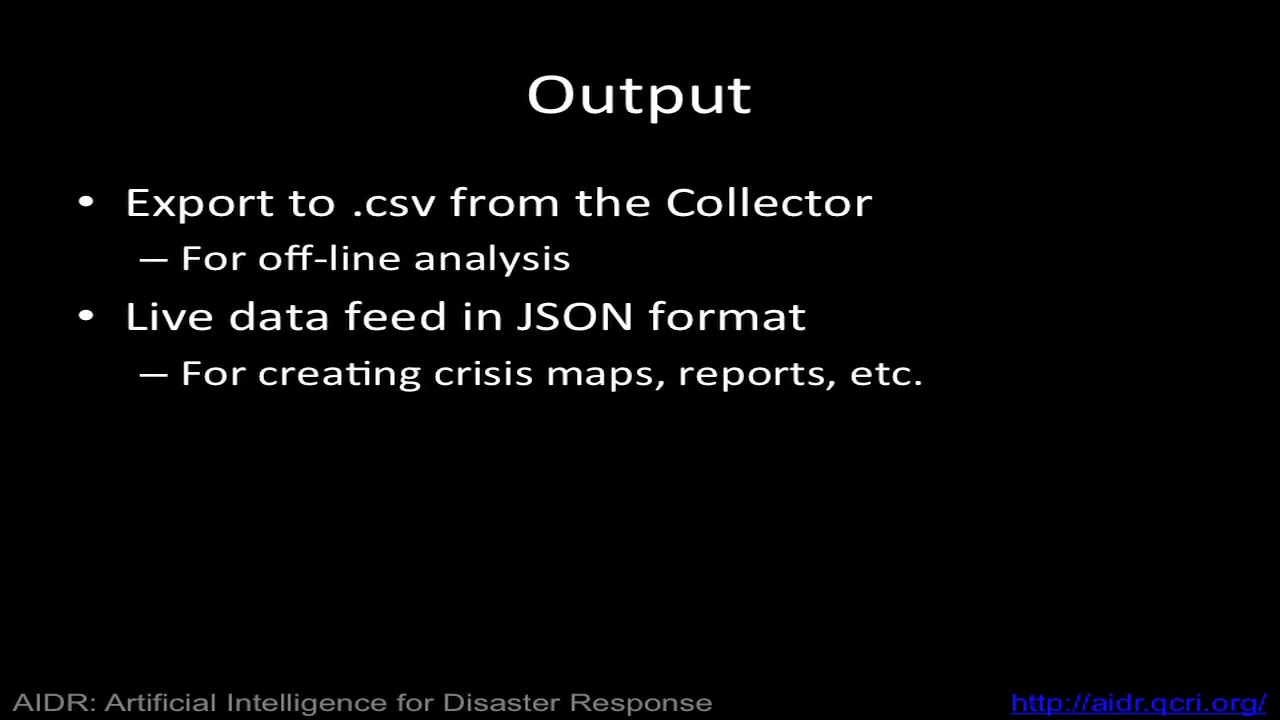 Output
• Export to .csv from the Collector
– For off-line analysis
• Live data feed in JSON format
– For creating crisis maps, reports, etc.
AIDR: Artificial Intelligence for Disaster Response
http://aidr.qcri.org/